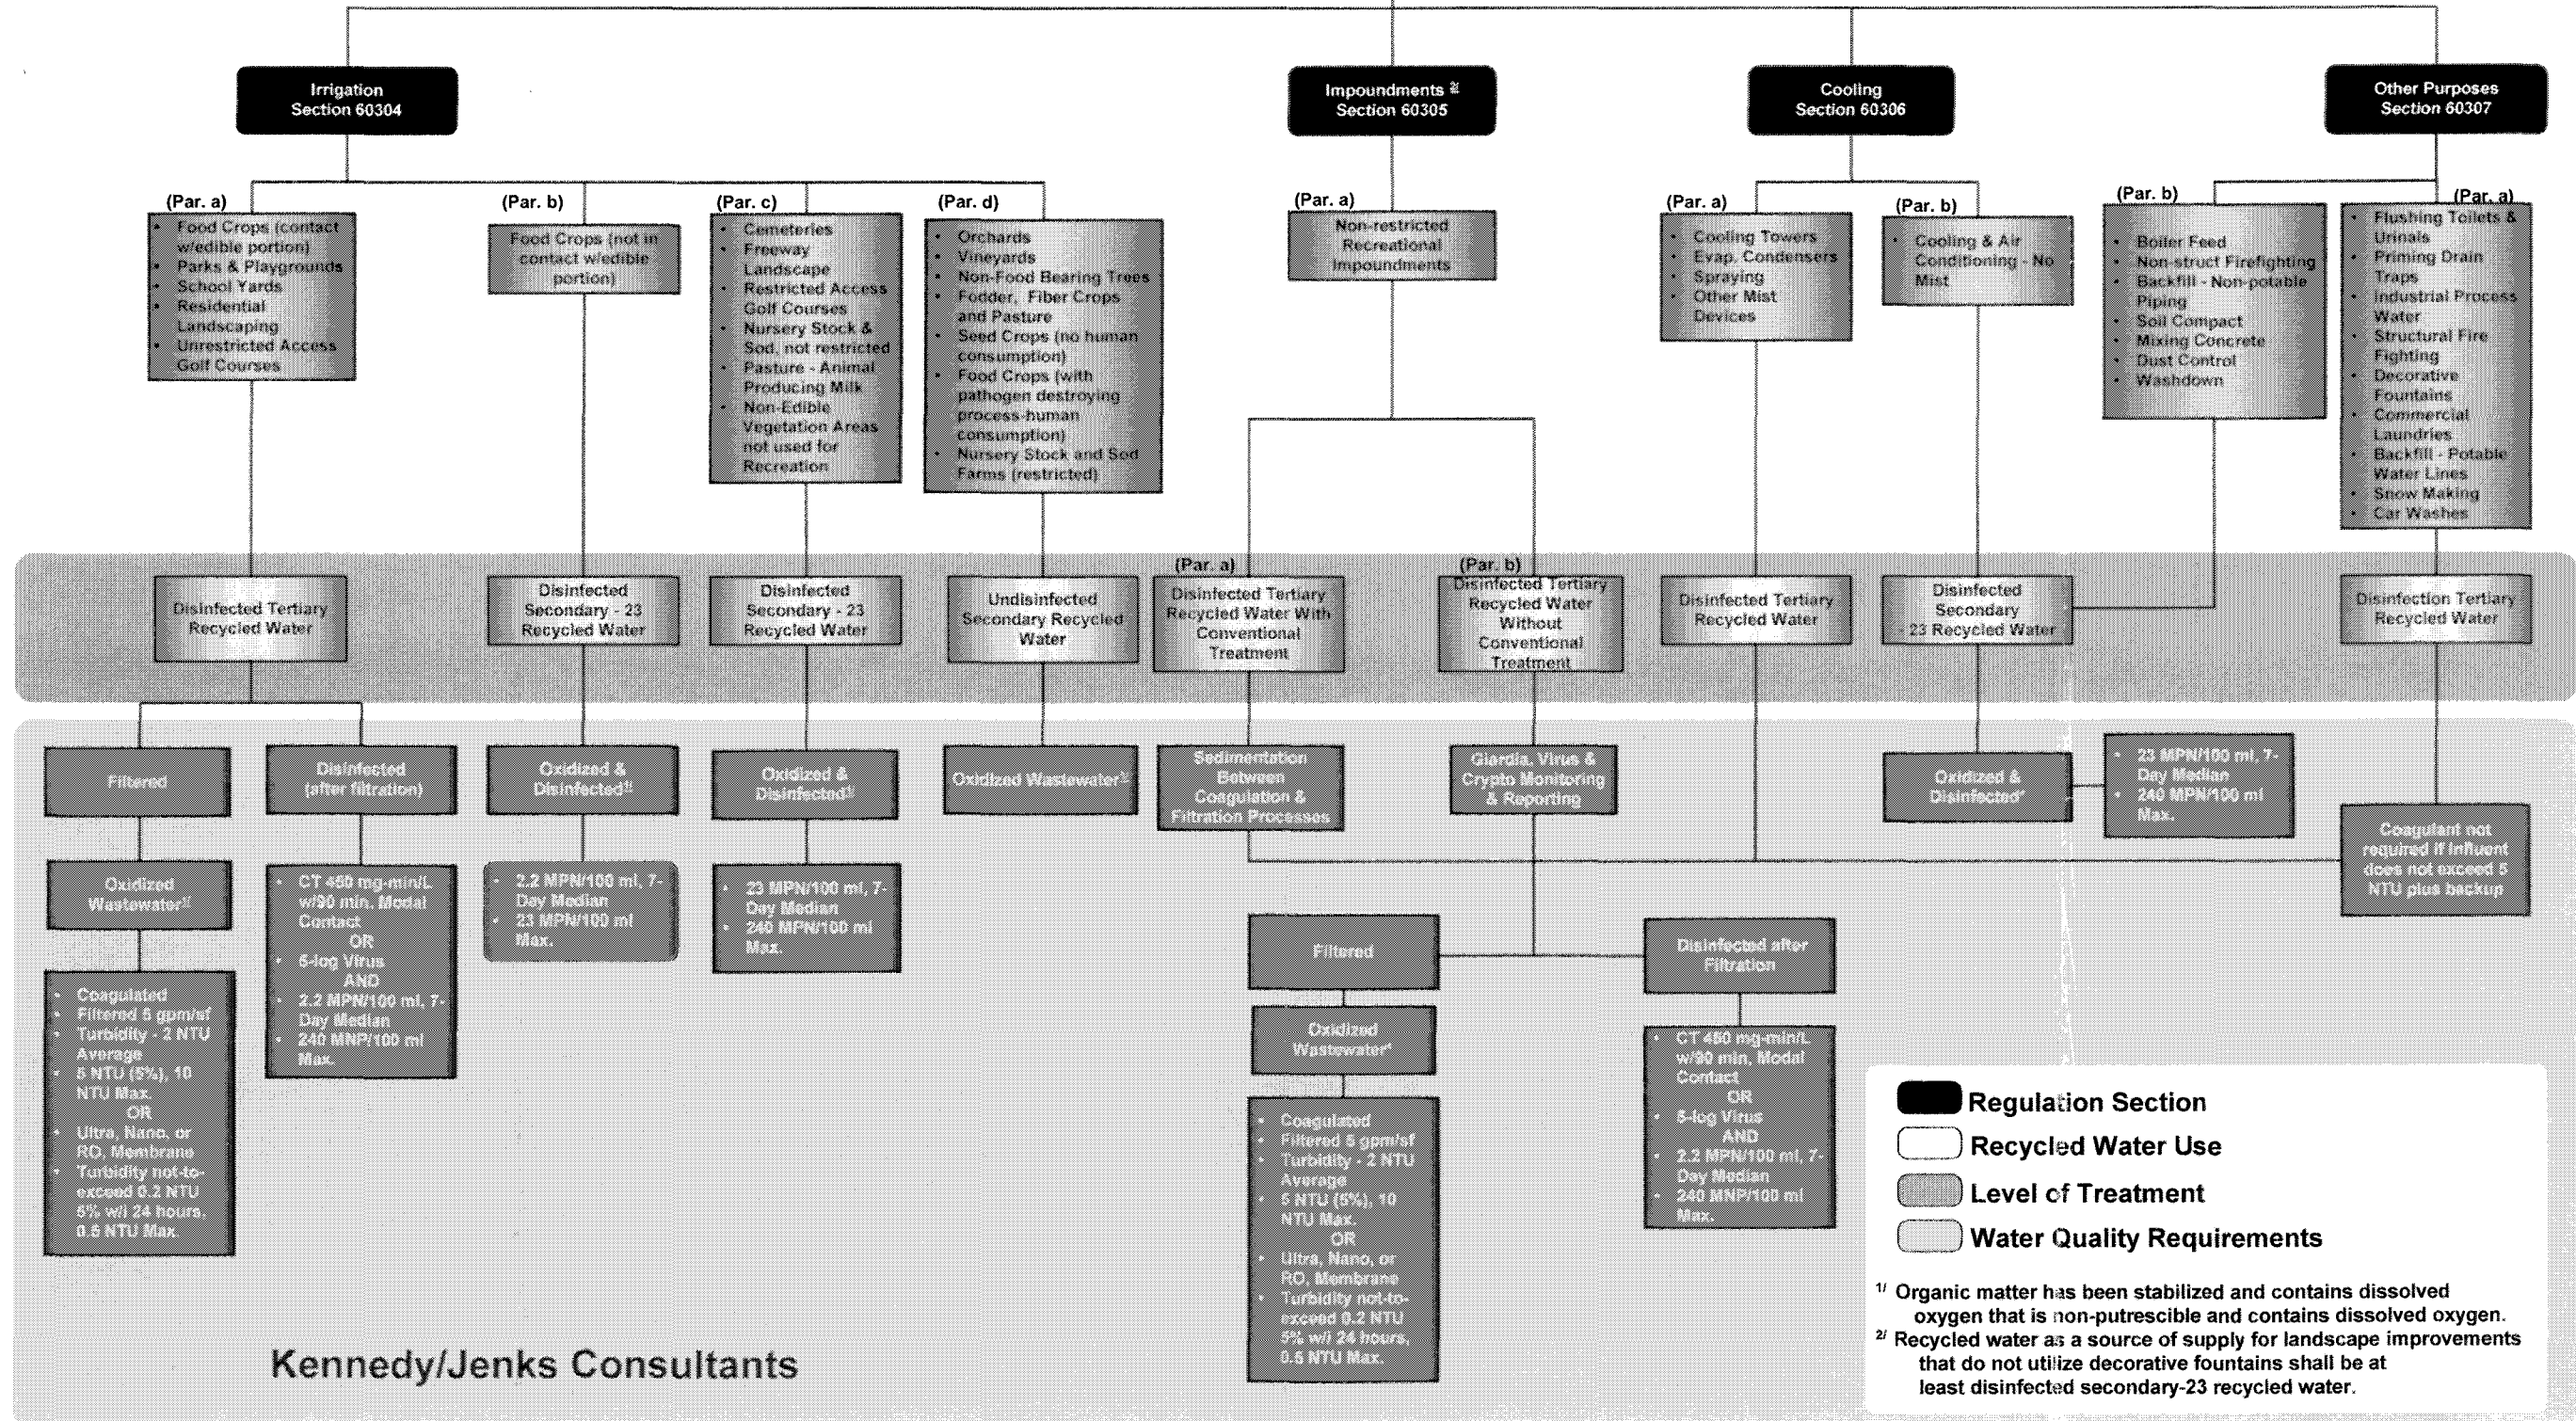 Irrigation
Section 60304
Impoundments 2/
Section 60305
Cooling
Section 60306
Other Purposes
Section 60307
(Par. a)
• Food Crops (contact
w/edible portion)
• Parks & Playgrounds
• School Yards
• Residential
Landscaping
• Unrestricted Access
Golf Courses
(Par. b)
Food Crops (not in
contact w/edible
portion)
(Par. c)
• Cemeteries
• Freeway
Landscape
• Restricted Access
Golf Courses
• Nursery Stock &
Sod, not restricted
• Pasture - Animal
Producing Milk
• Non-Edible
Vegetation Areas
not used for
Recreation
(Par. d)
• Orchards
• Vineyards
• Non-Food Bearing Trees
• Fodder, Fiber Crops
and Pasture
• Seed Crops (no human
consumption)
• Food Crops (with
pathogen destroying
process-human
consumption)
• Nursery Stock and Sod
Farms (restricted)
(Par. a)
Non-restricted
Recreational
Impoundments
(Par. a)
• Cooling Towers
• Evap. Condensers
• Spraying
• Other Mist
Devices
(Par. b)
• Cooling & Air
Conditioning - No
Mist
(Par. b)
• Boiler Feed
• Non-struct Firefighting
• Backfill - Non-potable
Piping
• Soil Compact
• Mixing Concrete
• Dust Control
• Washdown
(Par. a)
• Flushing Toilets &
Urinals
• Priming Drain
Traps
• Industrial Process
Water
• Structural Fire
Fighting
• Decorative
Fountains
• Commercial
Laundries
• Backfill - Potable
Water Lines
• Snow Making
• Car Washes
Disinfected Tertiary
Recycled Water
Disinfected
Secondary - 23
Recycled Water
Disinfected
Secondary - 23
Recycled Water
Undisinfected
Secondary Recycled
Water
(Par. a)
Disinfected Tertiary
Recycled Water With
Conventional
Treatment
(Par. b)
Disinfected Tertiary
Recycled Water
Without
Conventional
Treatment
Disinfected Tertiary
Recycled Water
Disinfected
Secondary
- 23 Recycled Water
Disinfection Tertiary
Recycled Water
Filtered
Disinfected
(after filtration)
Oxidized &
Disinfected1/
Oxidized &
Disinfected1/
Oxidized Wastewater1/
Sedimentation
Between
Coagulation &
Filtration Processes
Giardia, Virus &
Crypto Monitoring
& Reporting
Oxidized &
Disinfected*
• 23 MPN/100 ml, 7-
Day Median
• 240 MPN/100 ml
Max.
Coagulant not
required if Influent
does not exceed 5
NTU plus backup
Oxidized
Wastewater1/
• CT 450 mg-min/L
w/90 min. Modal
Contact
OR
• 5-log Virus
AND
• 2.2 MPN/100 ml, 7-
Day Median
• 240 MNP/100 ml
Max.
• 2.2 MPN/100 ml, 7-
Day Median
• 23 MPN/100 ml
Max.
• 23 MPN/100 ml, 7-
Day Median
• 240 MPN/100 ml
Max.
• Coagulated
• Filtered 5 gpm/sf
• Turbidity - 2 NTU
Average
• 5 NTU (5%), 10
NTU Max.
OR
• Ultra, Nano, or
RO, Membrane
• Turbidity not-to-
exceed 0.2 NTU
5% w/i 24 hours,
0.5 NTU Max.
Filtered
Disinfected after
Filtration
Oxidized
Wastewater*
• CT 450 mg-min/L
w/90 min, Modal
Contact
OR
• 5-log Virus
AND
• 2.2 MPN/100 ml, 7-
Day Median
• 240 MNP/100 ml
Max.
• Coagulated
• Filtered 5 gpm/sf
• Turbidity - 2 NTU
Average
• 5 NTU (5%), 10
NTU Max.
OR
• Ultra, Nano, or
RO, Membrane
• Turbidity not-to-
exceed 0.2 NTU
5% w/i 24 hours,
0.5 NTU Max.
Regulation Section
Recycled Water Use
Level of Treatment
Water Quality Requirements
1/ Organic matter has been stabilized and contains dissolved
oxygen that is non-putrescible and contains dissolved oxygen.
2/ Recycled water as a source of supply for landscape improvements
that do not utilize decorative fountains shall be at
least disinfected secondary-23 recycled water.
Kennedy/Jenks Consultants